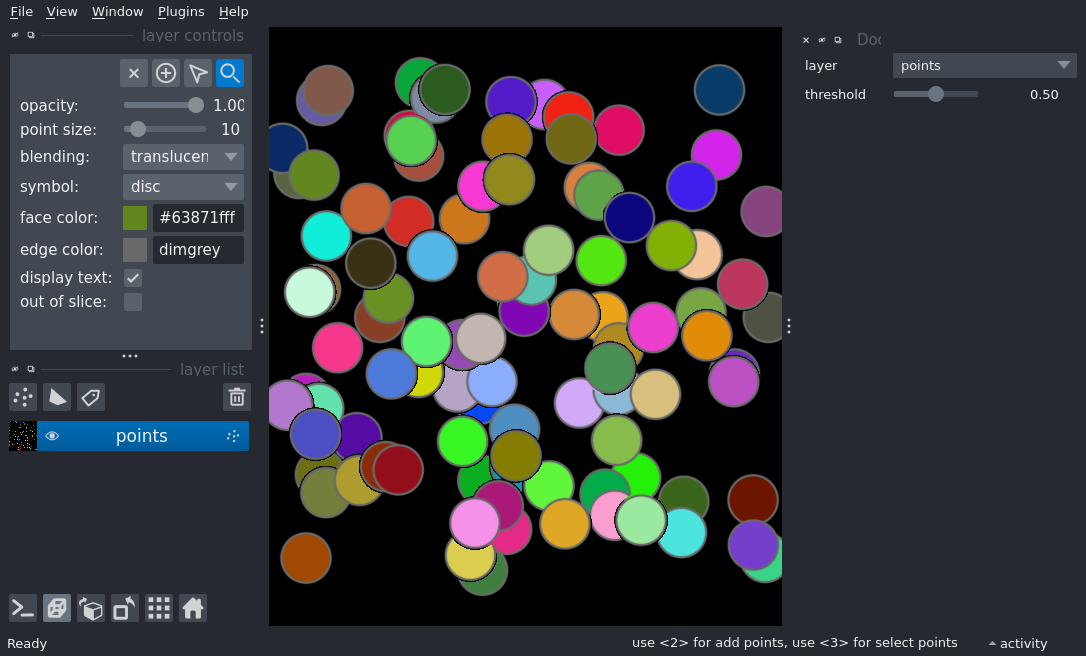 File View Window Plugins Help
layer controls
opacity: 1.00
point size: 10
blending: translucen
symbol: disc
face color: #63871fff
edge color: dimgrey
display text:
out of slice:
layer list
points
Doc
layer points
threshold 0.50
Ready use <2> for add points, use <3> for select points activity